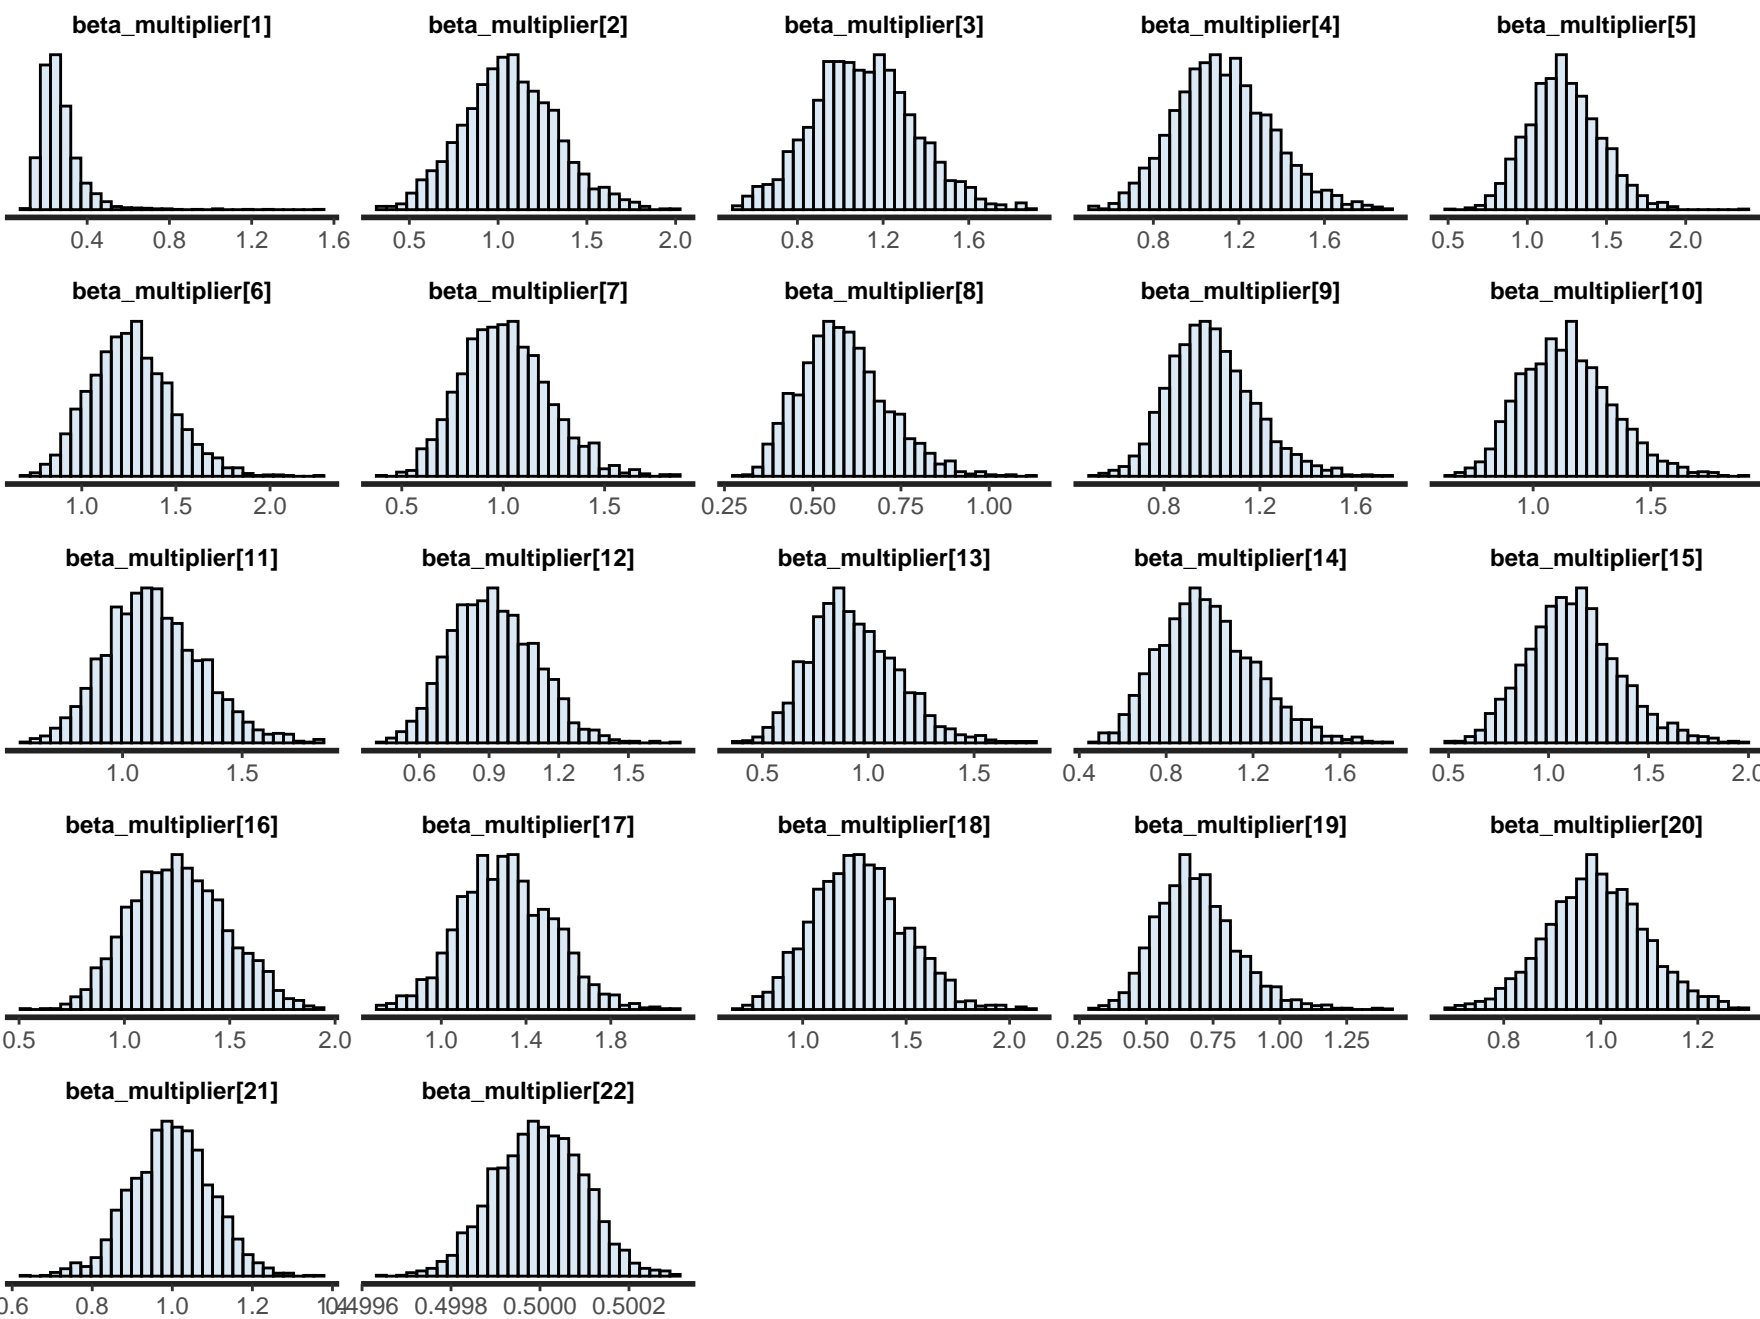 beta_multiplier[1] beta_multiplier[2] beta_multiplier[3] beta_multiplier[4] beta_multiplier[5]
0.4 0.8 1.2 1.6 0.5 1.0 1.5 2.0 0.8 1.2 1.6 0.8 1.2 1.6 0.5 1.0 1.5 2.0
beta_multiplier[6] beta_multiplier[7] beta_multiplier[8] beta_multiplier[9] beta_multiplier[10]
1.0 1.5 2.0 0.5 1.0 1.5 0.25 0.50 0.75 1.00 0.8 1.2 1.6 1.0 1.5
beta_multiplier[11] beta_multiplier[12] beta_multiplier[13] beta_multiplier[14] beta_multiplier[15]
1.0 1.5 0.6 0.9 1.2 1.5 0.5 1.0 1.5 0.4 0.8 1.2 1.6 0.5 1.0 1.5 2.0
beta_multiplier[16] beta_multiplier[17] beta_multiplier[18] beta_multiplier[19] beta_multiplier[20]
0.5 1.0 1.5 2.0 1.0 1.4 1.8 1.0 1.5 2.0 0.25 0.50 0.75 1.00 1.25 0.8 1.0 1.2
beta_multiplier[21] beta_multiplier[22]
0.6 0.8 1.0 1.2 1.4 0.4996 0.4998 0.5000 0.5002